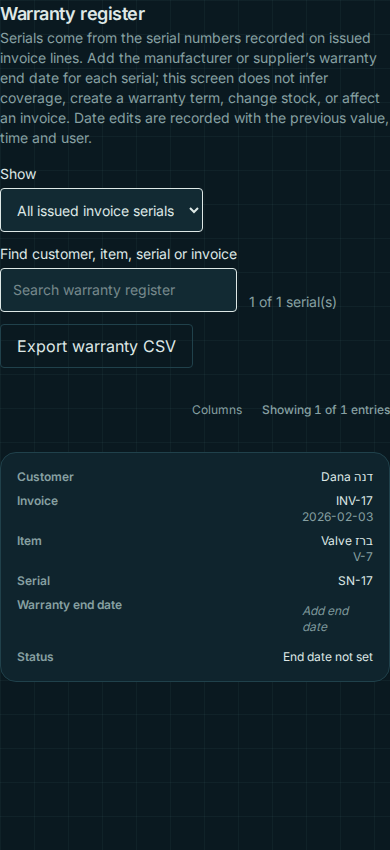 Warranty register
Serials come from the serial numbers recorded on issued
invoice lines. Add the manufacturer or supplier's warranty
end date for each serial; this screen does not infer
coverage, create a warranty term, change stock, or affect
an invoice. Date edits are recorded with the previous value,
time and user.
Show
All issued invoice serials
Find customer, item, serial or invoice
Search warranty register
1 of 1 serial(s)
Export warranty CSV
Columns Showing 1 of 1 entries
Customer Dana דנה
Invoice INV-17
2026-02-03
Item Valve ברז
V-7
Serial SN-17
Warranty end date Add end
date
Status End date not set